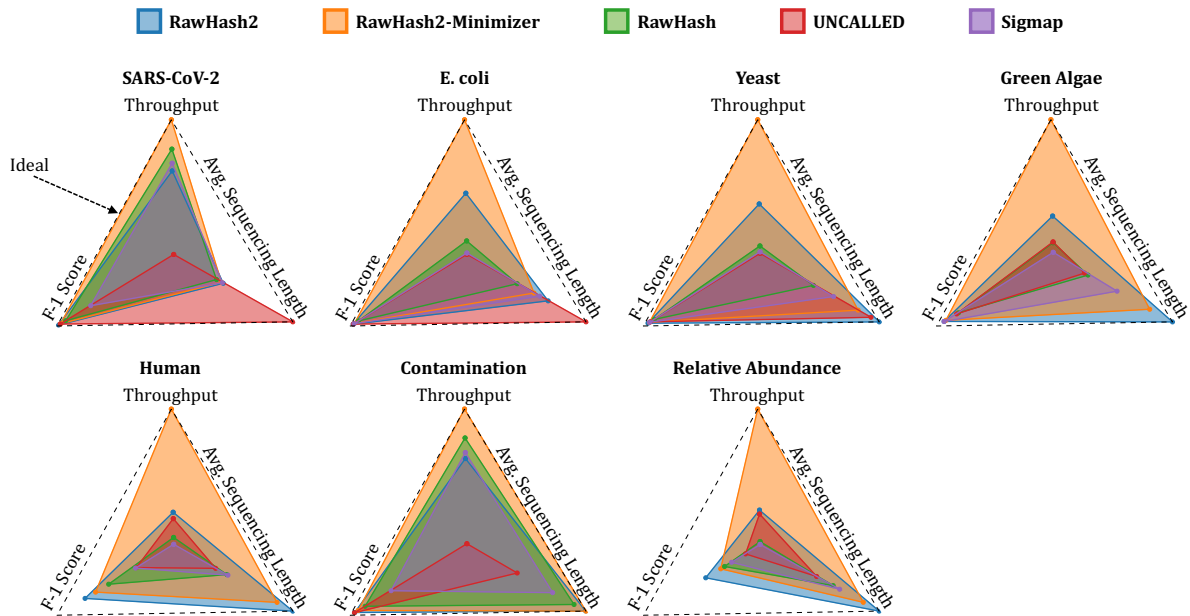 RawHash2 RawHash2-Minimizer RawHash UNCALLED Sigmap
SARS-CoV-2
Throughput
Avg. Sequencing Length
F-1 Score
Ideal
E. coli
Throughput
Avg. Sequencing Length
F-1 Score
Yeast
Throughput
Avg. Sequencing Length
F-1 Score
Green Algae
Throughput
Avg. Sequencing Length
F-1 Score
Human
Throughput
Avg. Sequencing Length
F-1 Score
Contamination
Throughput
Avg. Sequencing Length
F-1 Score
Relative Abundance
Throughput
Avg. Sequencing Length
F-1 Score